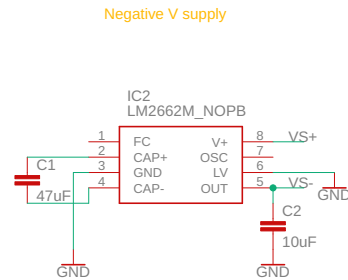 Negative V supply
IC2
LM2662M_NOPB
1 FC V+ 8 VS+
2 CAP+ OSC 7
3 GND LV 6
4 CAP- OUT 5 VS-
C1
47uF
GND
C2
10uF
GND GND